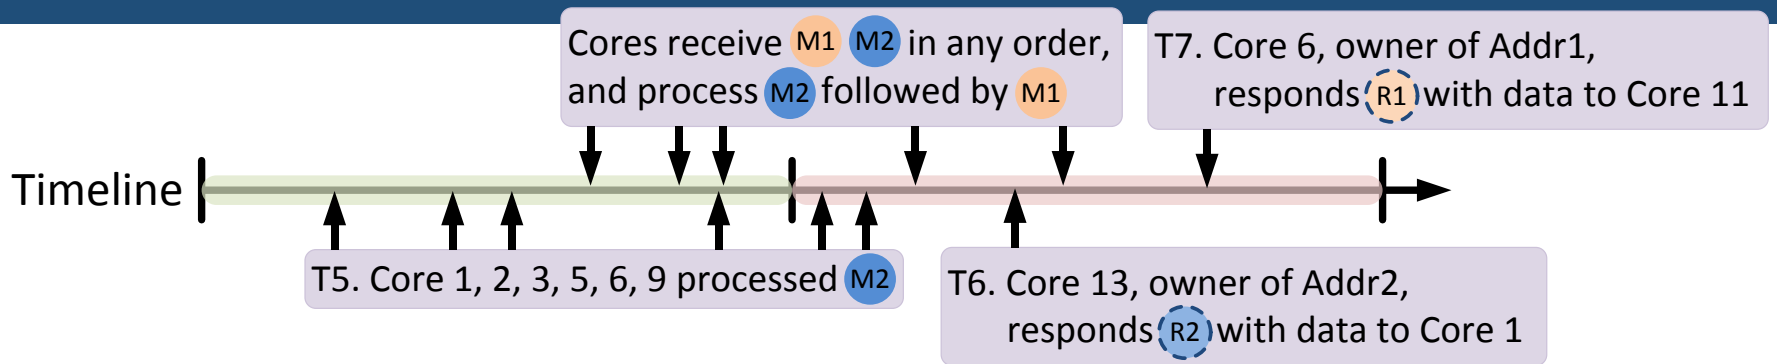 Cores receive M1 M2 in any order,
and process M2 followed by M1
T7. Core 6, owner of Addr1,
responds R1 with data to Core 11
Timeline
T5. Core 1, 2, 3, 5, 6, 9 processed M2
T6. Core 13, owner of Addr2,
responds R2 with data to Core 1